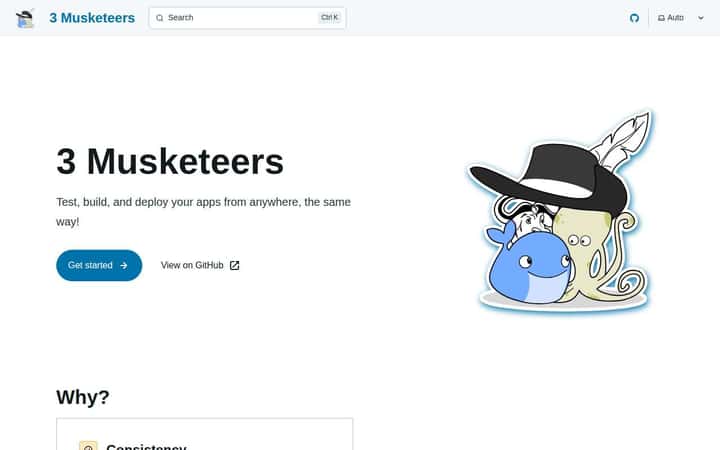 3 Musketeers
Search
Ctrl K
Auto
3 Musketeers
Test, build, and deploy your apps from anywhere, the same
way!
Get started
View on GitHub
Why?
Consistency